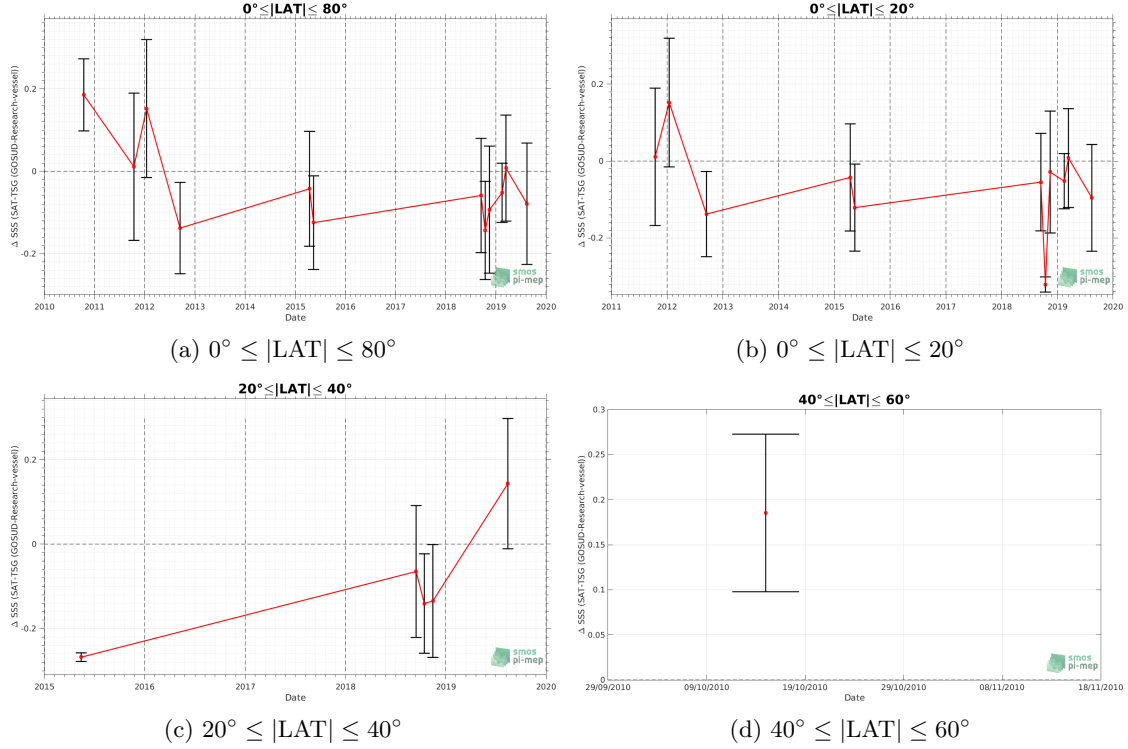 0°≤|LAT|≤ 80°
Δ SSS (SAT-TSG (GOSUD-Research-vessel))
0.2
0
-0.2
2010 2011 2012 2013 2014 2015 2016 2017 2018 2019 2020
Date
smos
pi-mep
(a) 0° ≤ |LAT| ≤ 80°
0°≤|LAT|≤ 20°
Δ SSS (SAT-TSG (GOSUD-Research-vessel))
0.2
0
-0.2
2011 2012 2013 2014 2015 2016 2017 2018 2019 2020
Date
smos
pi-mep
(b) 0° ≤ |LAT| ≤ 20°
20°≤|LAT|≤ 40°
Δ SSS (SAT-TSG (GOSUD-Research-vessel))
0.2
0
-0.2
2015 2016 2017 2018 2019 2020
Date
smos
pi-mep
(c) 20° ≤ |LAT| ≤ 40°
40°≤|LAT|≤ 60°
Δ SSS (SAT-TSG (GOSUD-Research-vessel))
0.3
0.25
0.2
0.15
0.1
0.05
0
29/09/2010 09/10/2010 19/10/2010 29/10/2010 08/11/2010 18/11/2010
Date
smos
pi-mep
(d) 40° ≤ |LAT| ≤ 60°